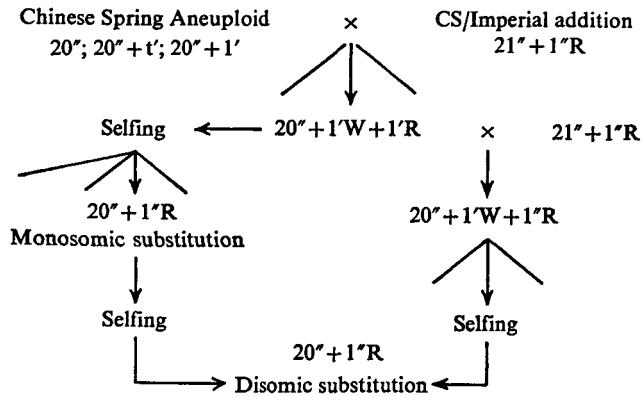 Chinese Spring Aneuploid × CS/Imperial addition
20″; 20″+t′; 20″+1′ 21″+1″R
Selfing 20″+1′W+1′R × 21″+1″R
20″+1″R 20″+1′W+1″R
Monosomic substitution
Selfing Selfing
20″+1″R
Disomic substitution